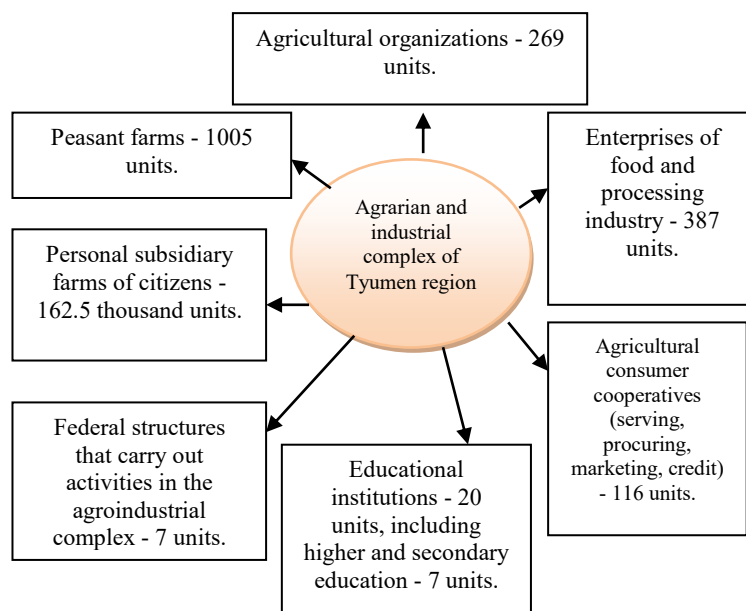 Agricultural organizations - 269
units.
Peasant farms - 1005
units.
Enterprises of
food and
processing
industry - 387
units.
Agrarian and
industrial
complex of
Tyumen region
Personal subsidiary
farms of citizens -
162.5 thousand units.
Agricultural
consumer
cooperatives
(serving,
procuring,
marketing, credit)
- 116 units.
Federal structures
that carry out
activities in the
agroindustrial
complex - 7 units.
Educational
institutions - 20
units, including
higher and secondary
education - 7 units.